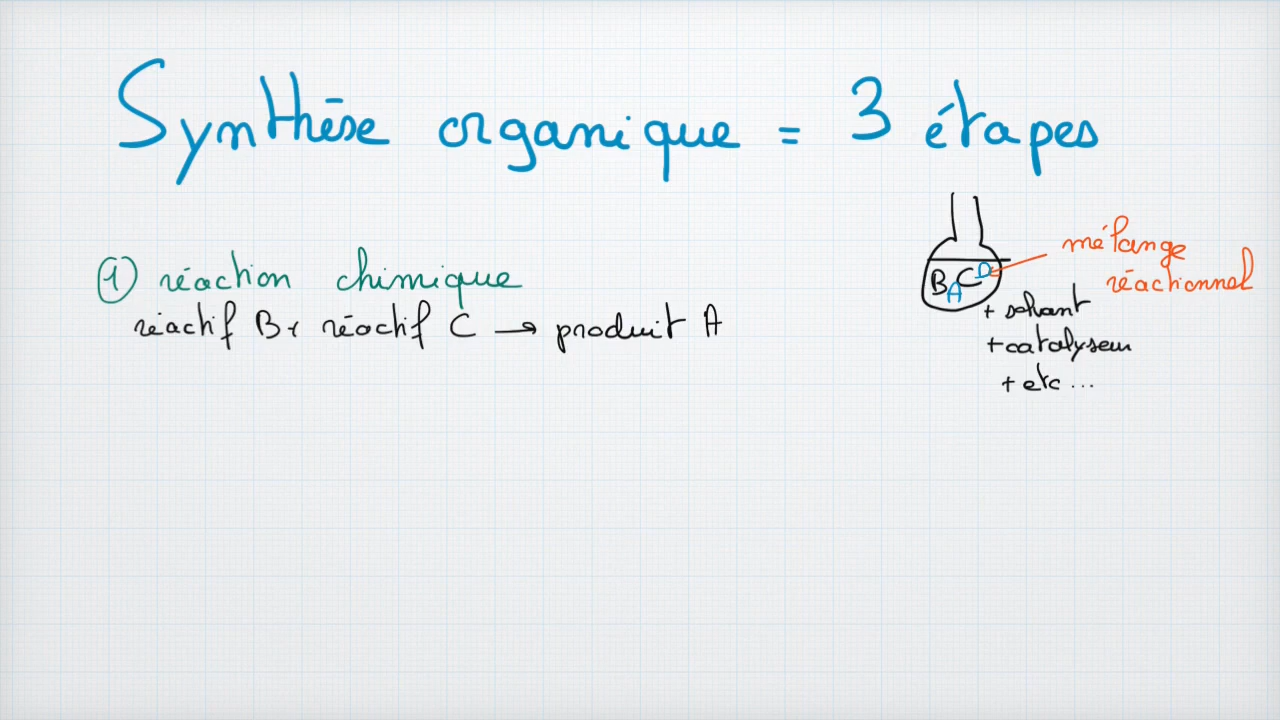 Synthèse organique = 3 étapes
① réaction chimique
réactif B + réactif C → produit A
B A C D
mélange
réactionnel
+ solvant
+ catalyseur
+ etc ...